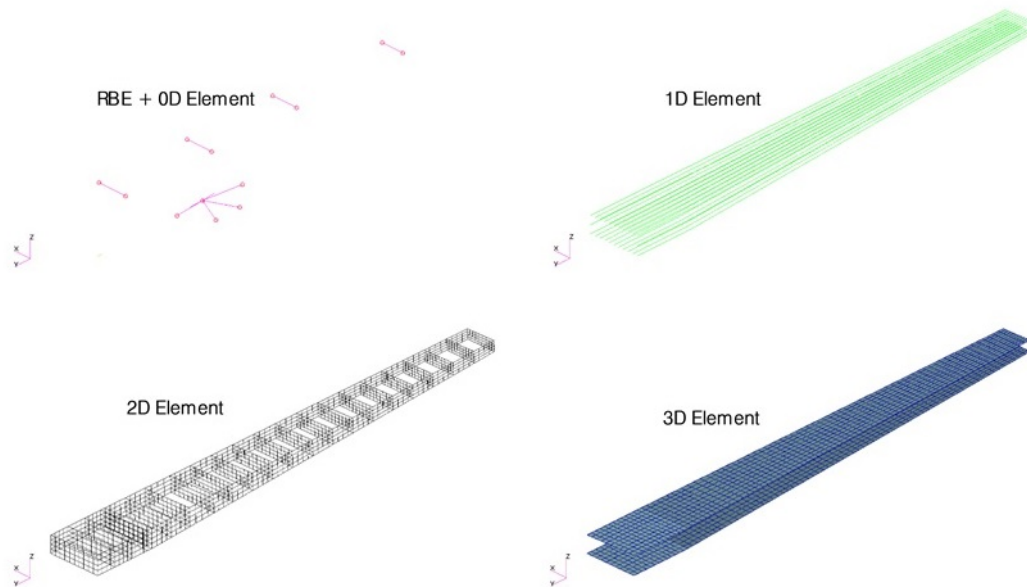 RBE + 0D Element
1D Element
z
x
y
z
x
y
2D Element
3D Element
z
x
y
z
x
y